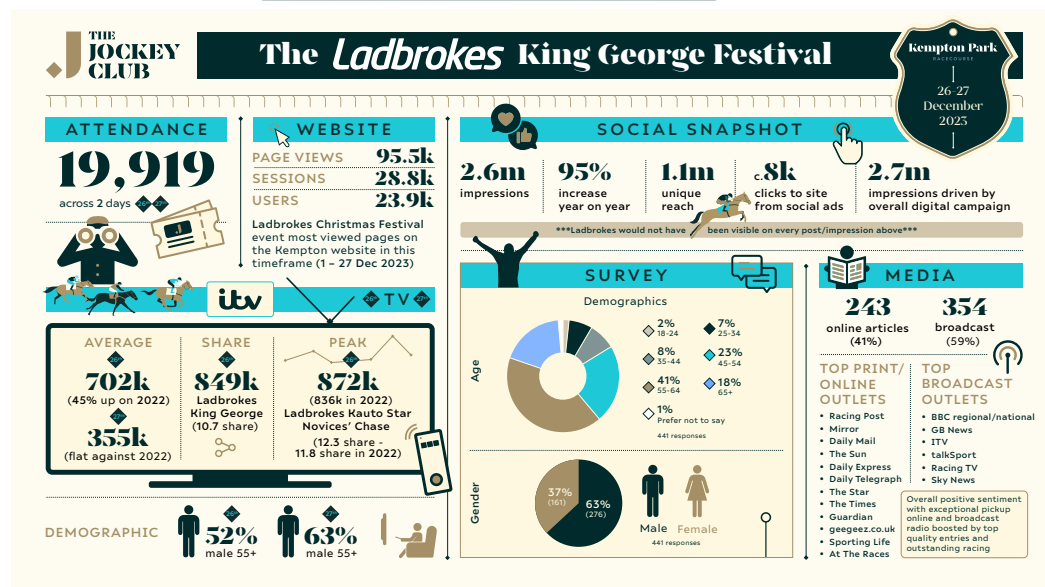 THE
JOCKEY
CLUB
The Ladbrokes King George Festival
Kempton Park
RACECOURSE
26-27
December
2023
ATTENDANCE
19,919
across 2 days 26th 27th
J
WEBSITE
PAGE VIEWS 95.5k
SESSIONS 28.8k
USERS 23.9k
Ladbrokes Christmas Festival
event most viewed pages on
the Kempton website in this
timeframe (1 – 27 Dec 2023)
SOCIAL SNAPSHOT
2.6m
impressions
95%
increase
year on year
1.1m
unique
reach
c.8k
clicks to site
from social ads
2.7m
impressions driven by
overall digital campaign
***Ladbrokes would not have been visible on every post/impression above***
itv
26th TV 27th
AVERAGE
26th
702k
(45% up on 2022)
27th
355k
(flat against 2022)
SHARE
26th
849k
Ladbrokes
King George
(10.7 share)
PEAK
26th
872k
(836k in 2022)
Ladbrokes Kauto Star
Novices' Chase
(12.3 share -
11.8 share in 2022)
DEMOGRAPHIC
26th
52%
male 55+
27th
63%
male 55+
SURVEY
Demographics
Age
2%
18-24
7%
25-34
8%
35-44
23%
45-54
41%
55-64
18%
65+
1%
Prefer not to say
441 responses
Gender
37%
(161)
63%
(276)
Male Female
441 responses
MEDIA
243
online articles
(41%)
354
broadcast
(59%)
TOP PRINT/
ONLINE
OUTLETS
• Racing Post
• Mirror
• Daily Mail
• The Sun
• Daily Express
• Daily Telegraph
• The Star
• The Times
• Guardian
• geegeez.co.uk
• Sporting Life
• At The Races
TOP
BROADCAST
OUTLETS
• BBC regional/national
• GB News
• ITV
• talkSport
• Racing TV
• Sky News
Overall positive sentiment
with exceptional pickup
online and broadcast
radio boosted by top
quality entries and
outstanding racing